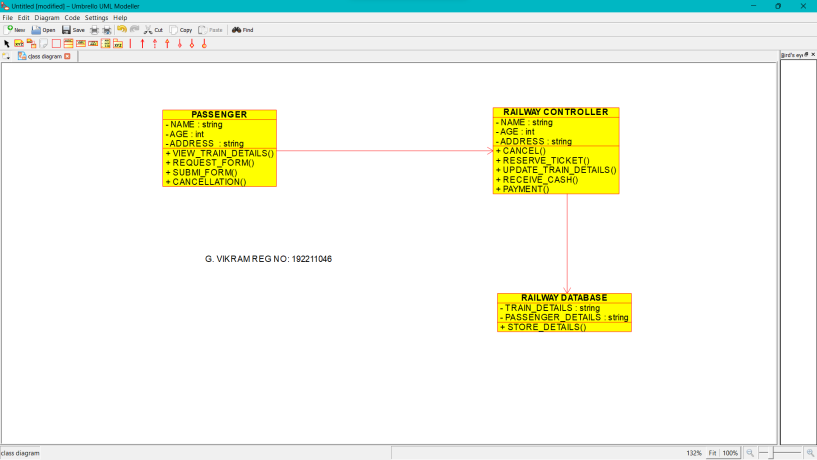 Untitled [modified] – Umbrello UML Modeller
File Edit Diagram Code Settings Help
New Open Save Cut Copy Paste Find
class diagram
Bird's eye
PASSENGER
- NAME : string
- AGE : int
- ADDRESS : string
+ VIEW_TRAIN_DETAILS()
+ REQUEST_FORM()
+ SUBMI_FORM()
+ CANCELLATION()
RAILWAY CONTROLLER
- NAME : string
- AGE : int
- ADDRESS : string
+ CANCEL()
+ RESERVE_TICKET()
+ UPDATE_TRAIN_DETAILS()
+ RECEIVE_CASH()
+ PAYMENT()
G. VIKRAM REG NO: 192211046
RAILWAY DATABASE
- TRAIN_DETAILS : string
- PASSENGER_DETAILS : string
+ STORE_DETAILS()
class diagram
132% Fit 100%